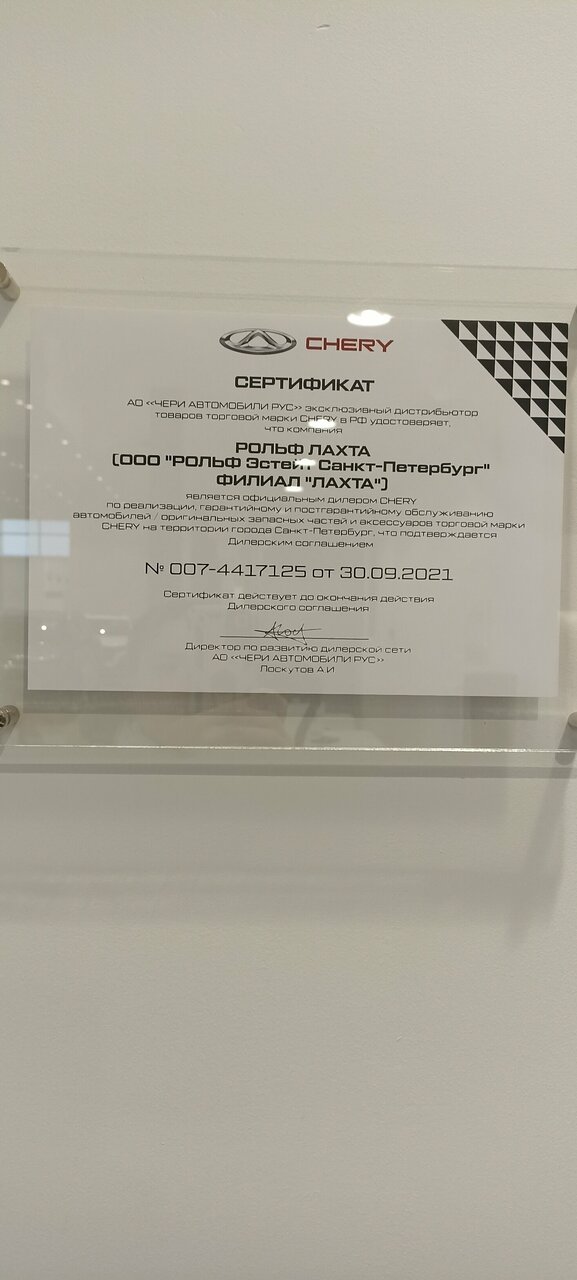 CHERY
СЕРТИФИКАТ
АО <<ЧЕРИ АВТОМОБИЛИ РУС>> эксклюзивный дистрибьютор
товаров торговой марки CHERY в РФ удостоверяет,
что компания
РОЛЬФ ЛАХТА
(ООО "РОЛЬФ Эстейт Санкт-Петербург"
ФИЛИАЛ "ЛАХТА")
является официальным дилером CHERY
по реализации, гарантийному и постгарантийному обслуживанию
автомобилей / оригинальных запасных частей и аксессуаров торговой марки
CHERY на территории города Санкт-Петербург, что подтверждается
Дилерским соглашением
№ 007-4417125 от 30.09.2021
Сертификат действует до окончания действия
Дилерского соглашения
Директор по развитию дилерской сети
АО <<ЧЕРИ АВТОМОБИЛИ РУС>>
Лоскутов А.И